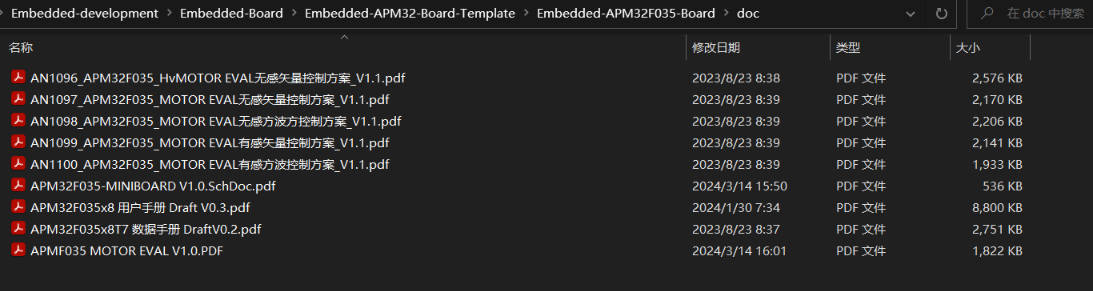 Embedded-development > Embedded-Board > Embedded-APM32-Board-Template > Embedded-APM32F035-Board > doc 在 doc 中搜索
名称 修改日期 类型 大小
AN1096_APM32F035_HvMOTOR EVAL无感矢量控制方案_V1.1.pdf 2023/8/23 8:38 PDF 文件 2,576 KB
AN1097_APM32F035_MOTOR EVAL无感矢量控制方案_V1.1.pdf 2023/8/23 8:39 PDF 文件 2,170 KB
AN1098_APM32F035_MOTOR EVAL无感方波方控制方案_V1.1.pdf 2023/8/23 8:39 PDF 文件 2,206 KB
AN1099_APM32F035_MOTOR EVAL有感矢量控制方案_V1.1.pdf 2023/8/23 8:39 PDF 文件 2,141 KB
AN1100_APM32F035_MOTOR EVAL有感方波控制方案_V1.1.pdf 2023/8/23 8:39 PDF 文件 1,933 KB
APM32F035-MINIBOARD V1.0.SchDoc.pdf 2024/3/14 15:50 PDF 文件 536 KB
APM32F035x8 用户手册 Draft V0.3.pdf 2024/1/30 7:34 PDF 文件 8,800 KB
APM32F035x8T7 数据手册 DraftV0.2.pdf 2023/8/23 8:37 PDF 文件 2,751 KB
APMF035 MOTOR EVAL V1.0.PDF 2024/3/14 16:01 PDF 文件 1,822 KB